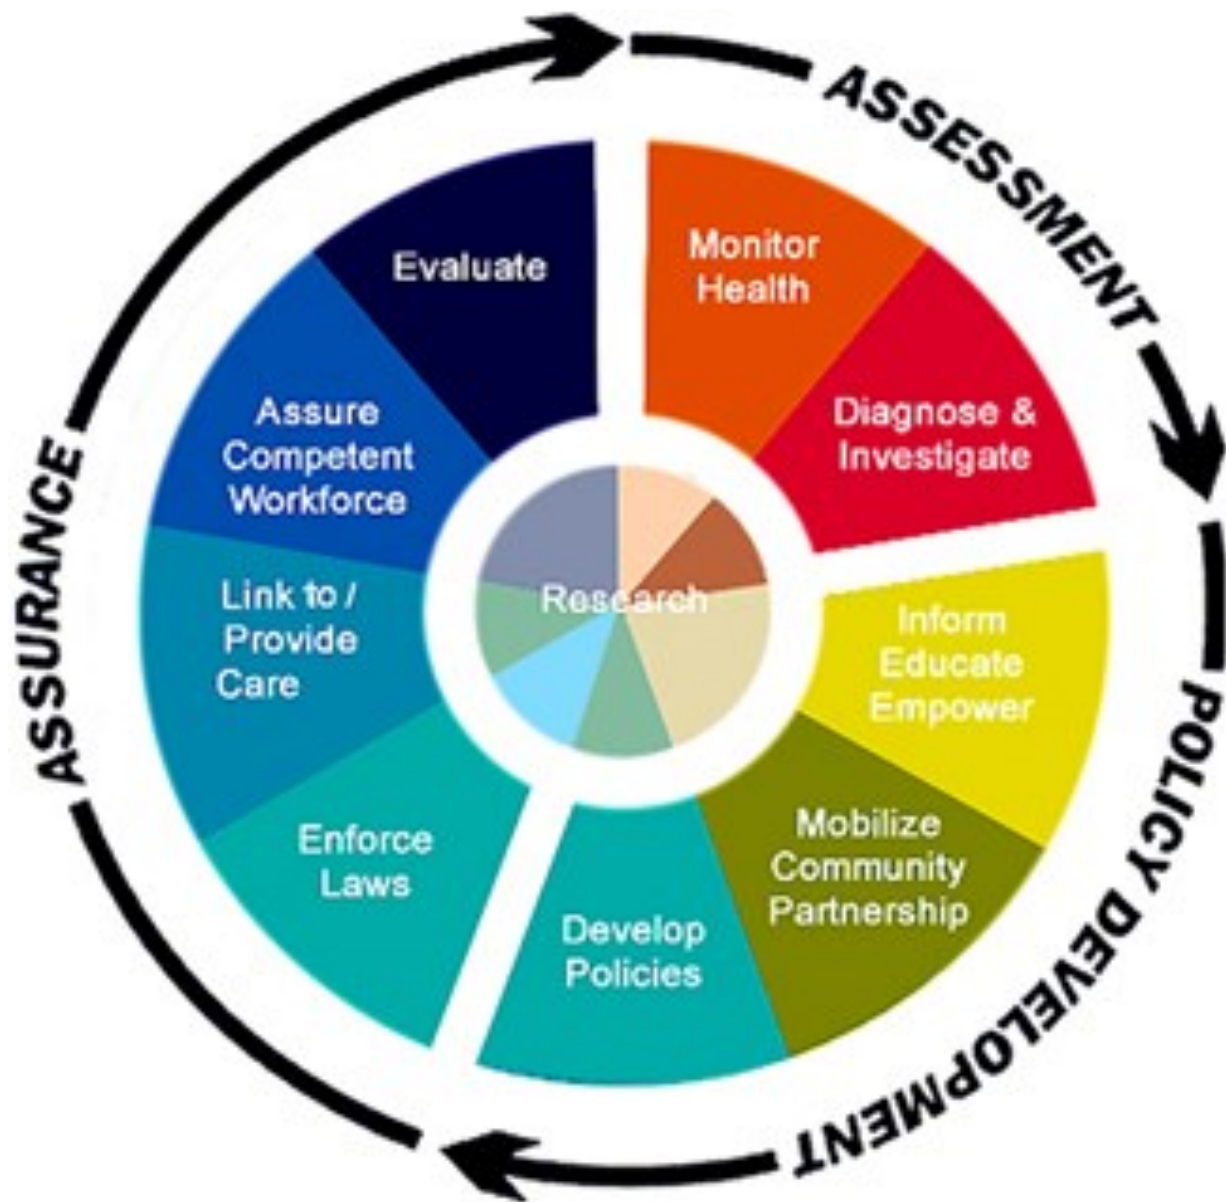 ASSESSMENT
Monitor
Health
Diagnose &
Investigate
POLICY DEVELOPMENT
Inform
Educate
Empower
Mobilize
Community
Partnership
Develop
Policies
ASSURANCE
Enforce
Laws
Link to /
Provide
Care
Assure
Competent
Workforce
Evaluate
Research